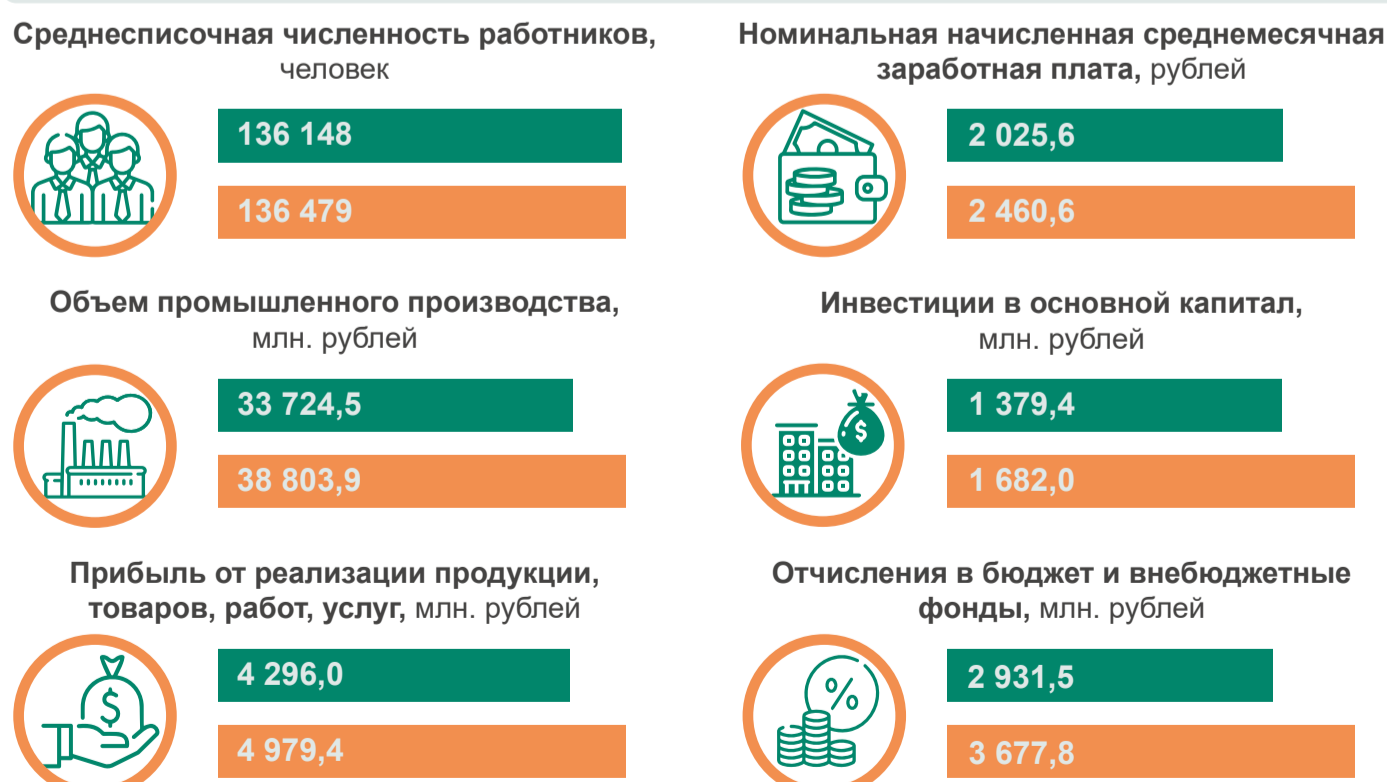 Среднесписочная численность работников,
человек
136 148
136 479
Номинальная начисленная среднемесячная
заработная плата, рублей
2 025,6
2 460,6
Объем промышленного производства,
млн. рублей
33 724,5
38 803,9
Инвестиции в основной капитал,
млн. рублей
$
1 379,4
1 682,0
Прибыль от реализации продукции,
товаров, работ, услуг, млн. рублей
$
4 296,0
4 979,4
Отчисления в бюджет и внебюджетные
фонды, млн. рублей
%
2 931,5
3 677,8